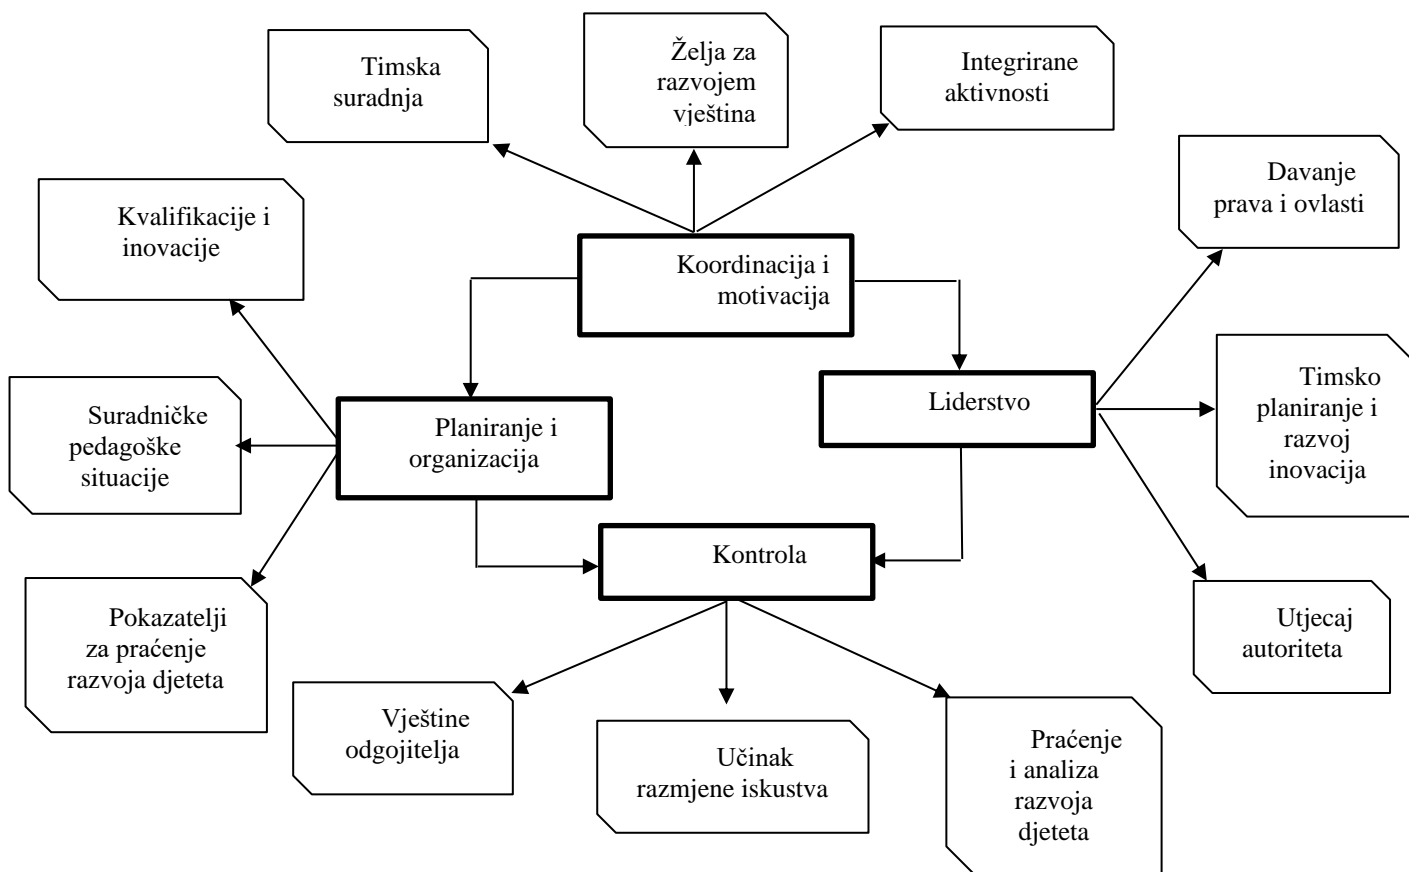 Timska
suradnja
Želja za
razvojem
vještina
Integrirane
aktivnosti
Davanje
prava i ovlasti
Kvalifikacije i
inovacije
Koordinacija i
motivacija
Suradničke
pedagoške
situacije
Planiranje i
organizacija
Liderstvo
Timsko
planiranje i
razvoj
inovacija
Kontrola
Pokazatelji
za praćenje
razvoja djeteta
Utjecaj
autoriteta
Vještine
odgojitelja
Učinak
razmjene iskustva
Praćenje
i analiza
razvoja
djeteta